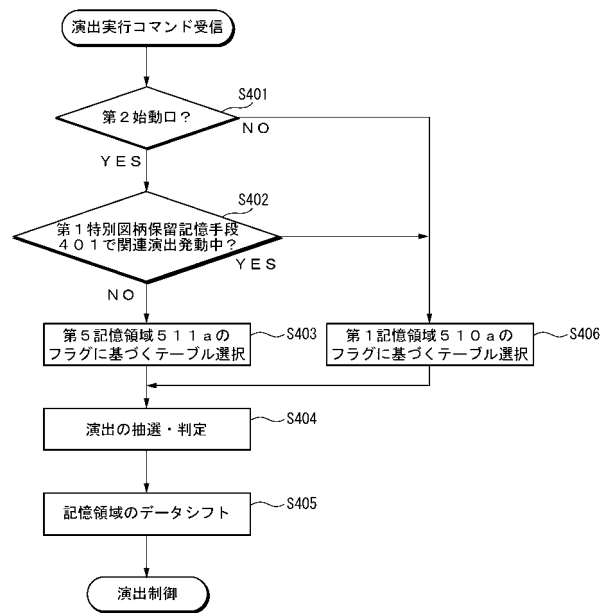 演出実行コマンド受信
S401
第2始動口?
NO
YES
S402
第1特別図柄保留記憶手段
401で関連演出発動中?
YES
NO
第5記憶領域511aの
フラグに基づくテーブル選択
S403
第1記憶領域510aの
フラグに基づくテーブル選択
S406
演出の抽選・判定
S404
記憶領域のデータシフト
S405
演出制御